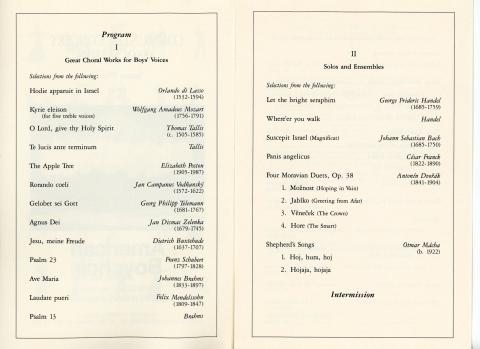 Program
I
Great Choral Works for Boys' Voices
Selections from the following:
Hodie apparuit in Israel Orlando di Lasso
(1532-1594)
Kyrie eleison Wolfgang Amadeus Mozart
(for five treble voices) (1756-1791)
O Lord, give thy Holy Spirit Thomas Tallis
(c. 1505-1585)
Te lucis ante terminum Tallis
The Apple Tree Elizabeth Poston
(1905-1987)
Rorando coeli Jan Campanus Vodhanský
(1572-1622)
Gelobet sei Gott Georg Philipp Telemann
(1681-1767)
Agnus Dei Jan Dismas Zelenka
(1679-1745)
Jesu, meine Freude Dietrich Buxtehude
(1637-1707)
Psalm 23 Franz Schubert
(1797-1828)
Ave Maria Johannes Brahms
(1833-1897)
Laudate pueri Felix Mendelssohn
(1809-1847)
Psalm 13 Brahms
II
Solos and Ensembles
Selections from the following:
Let the bright seraphim George Frideric Handel
(1685-1759)
Where'er you walk Handel
Suscepit Israel (Magnificat) Johann Sebastian Bach
(1685-1750)
Panis angelicus César Franck
(1822-1890)
Four Moravian Duets, Op. 38 Antonín Dvořák
(1841-1904)
1. Možnost (Hoping in Vain)
2. Jablko (Greeting from Afar)
3. Věneček (The Crown)
4. Hore (The Smart)
Shepherd's Songs Otmar Mácha
(b. 1922)
1. Hoj, hura, hoj
2. Hojaja, hojaja
Intermission